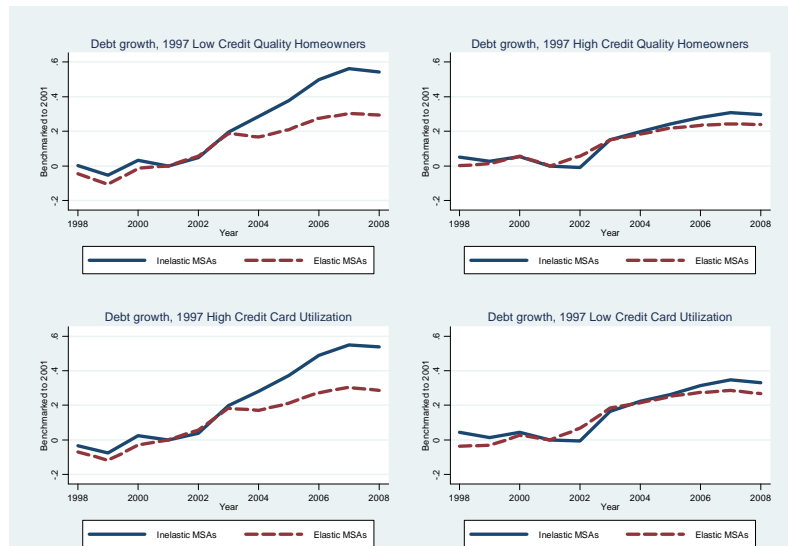 Debt growth, 1997 Low Credit Quality Homeowners
Benchmarked to 2001
.6
.4
.2
0
-.2
1998 2000 2002 2004 2006 2008
Year
Inelastic MSAs Elastic MSAs
Debt growth, 1997 High Credit Quality Homeowners
Benchmarked to 2001
.6
.4
.2
0
-.2
1998 2000 2002 2004 2006 2008
Year
Inelastic MSAs Elastic MSAs
Debt growth, 1997 High Credit Card Utilization
Benchmarked to 2001
.6
.4
.2
0
-.2
1998 2000 2002 2004 2006 2008
Year
Inelastic MSAs Elastic MSAs
Debt growth, 1997 Low Credit Card Utilization
Benchmarked to 2001
.6
.4
.2
0
-.2
1998 2000 2002 2004 2006 2008
Year
Inelastic MSAs Elastic MSAs